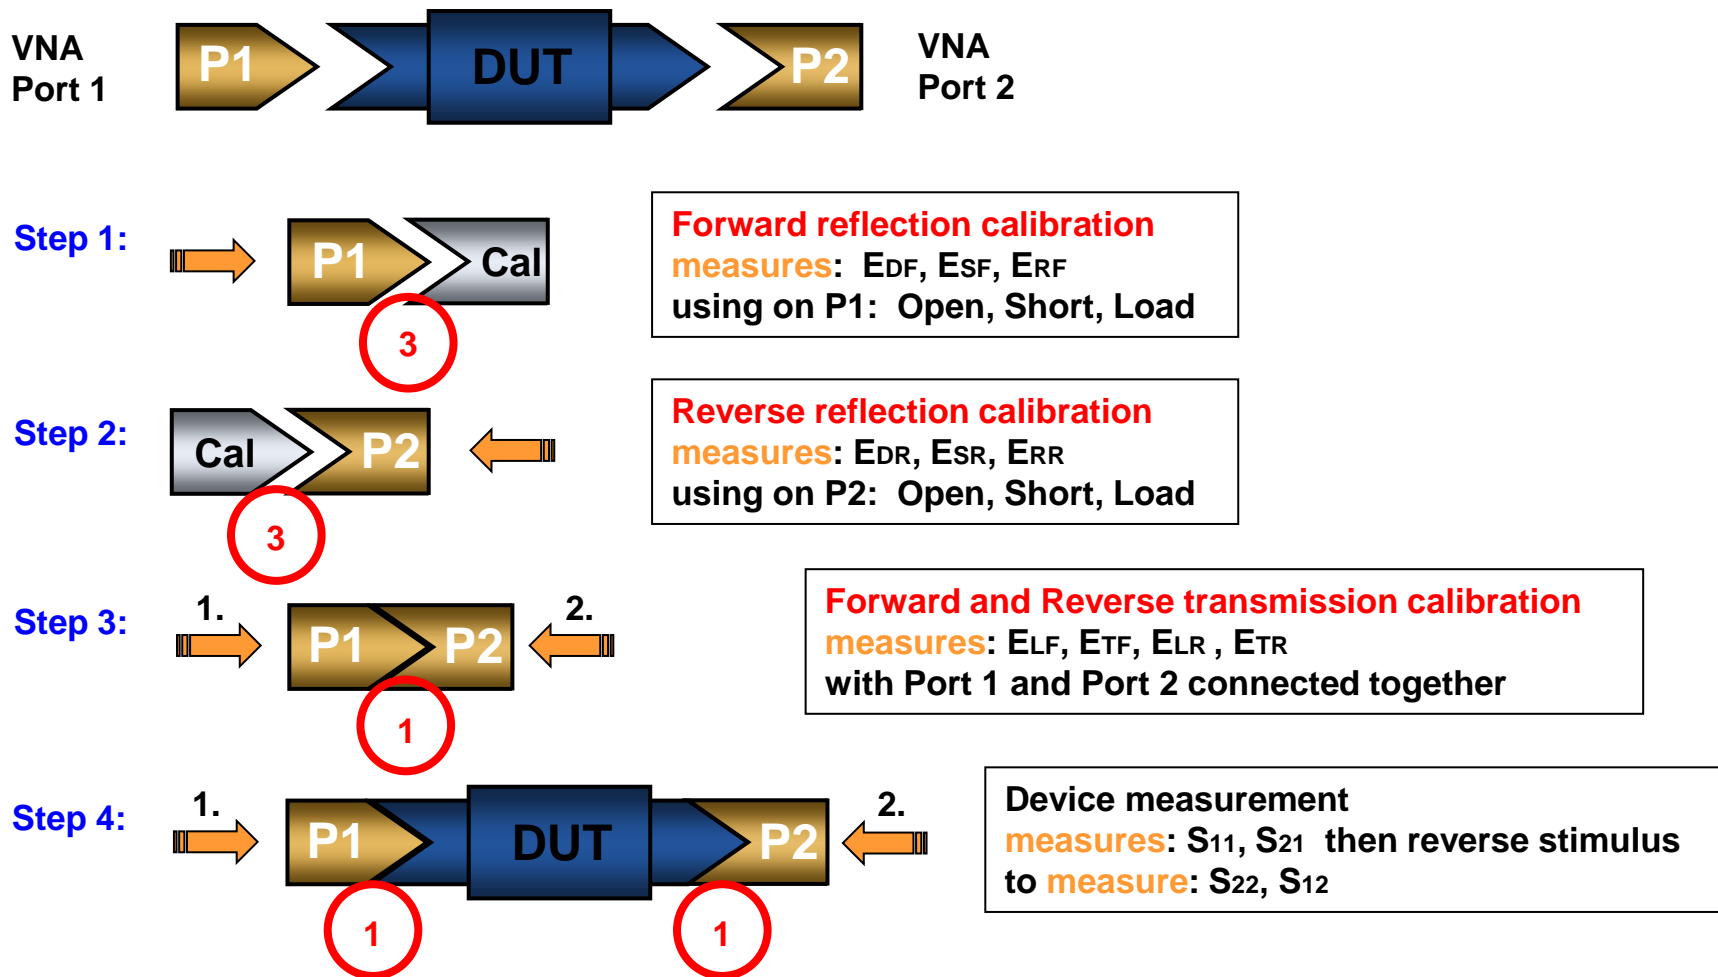 VNA
Port 1
P1
DUT
P2
VNA
Port 2
Step 1:
P1
Cal
3
Forward reflection calibration
measures: EDF, ESF, ERF
using on P1: Open, Short, Load
Step 2:
Cal
P2
3
Reverse reflection calibration
measures: EDR, ESR, ERR
using on P2: Open, Short, Load
Step 3:
1.
P1
P2
2.
1
Forward and Reverse transmission calibration
measures: ELF, ETF, ELR , ETR
with Port 1 and Port 2 connected together
Step 4:
1.
P1
DUT
P2
2.
1
1
Device measurement
measures: S11, S21 then reverse stimulus
to measure: S22, S12